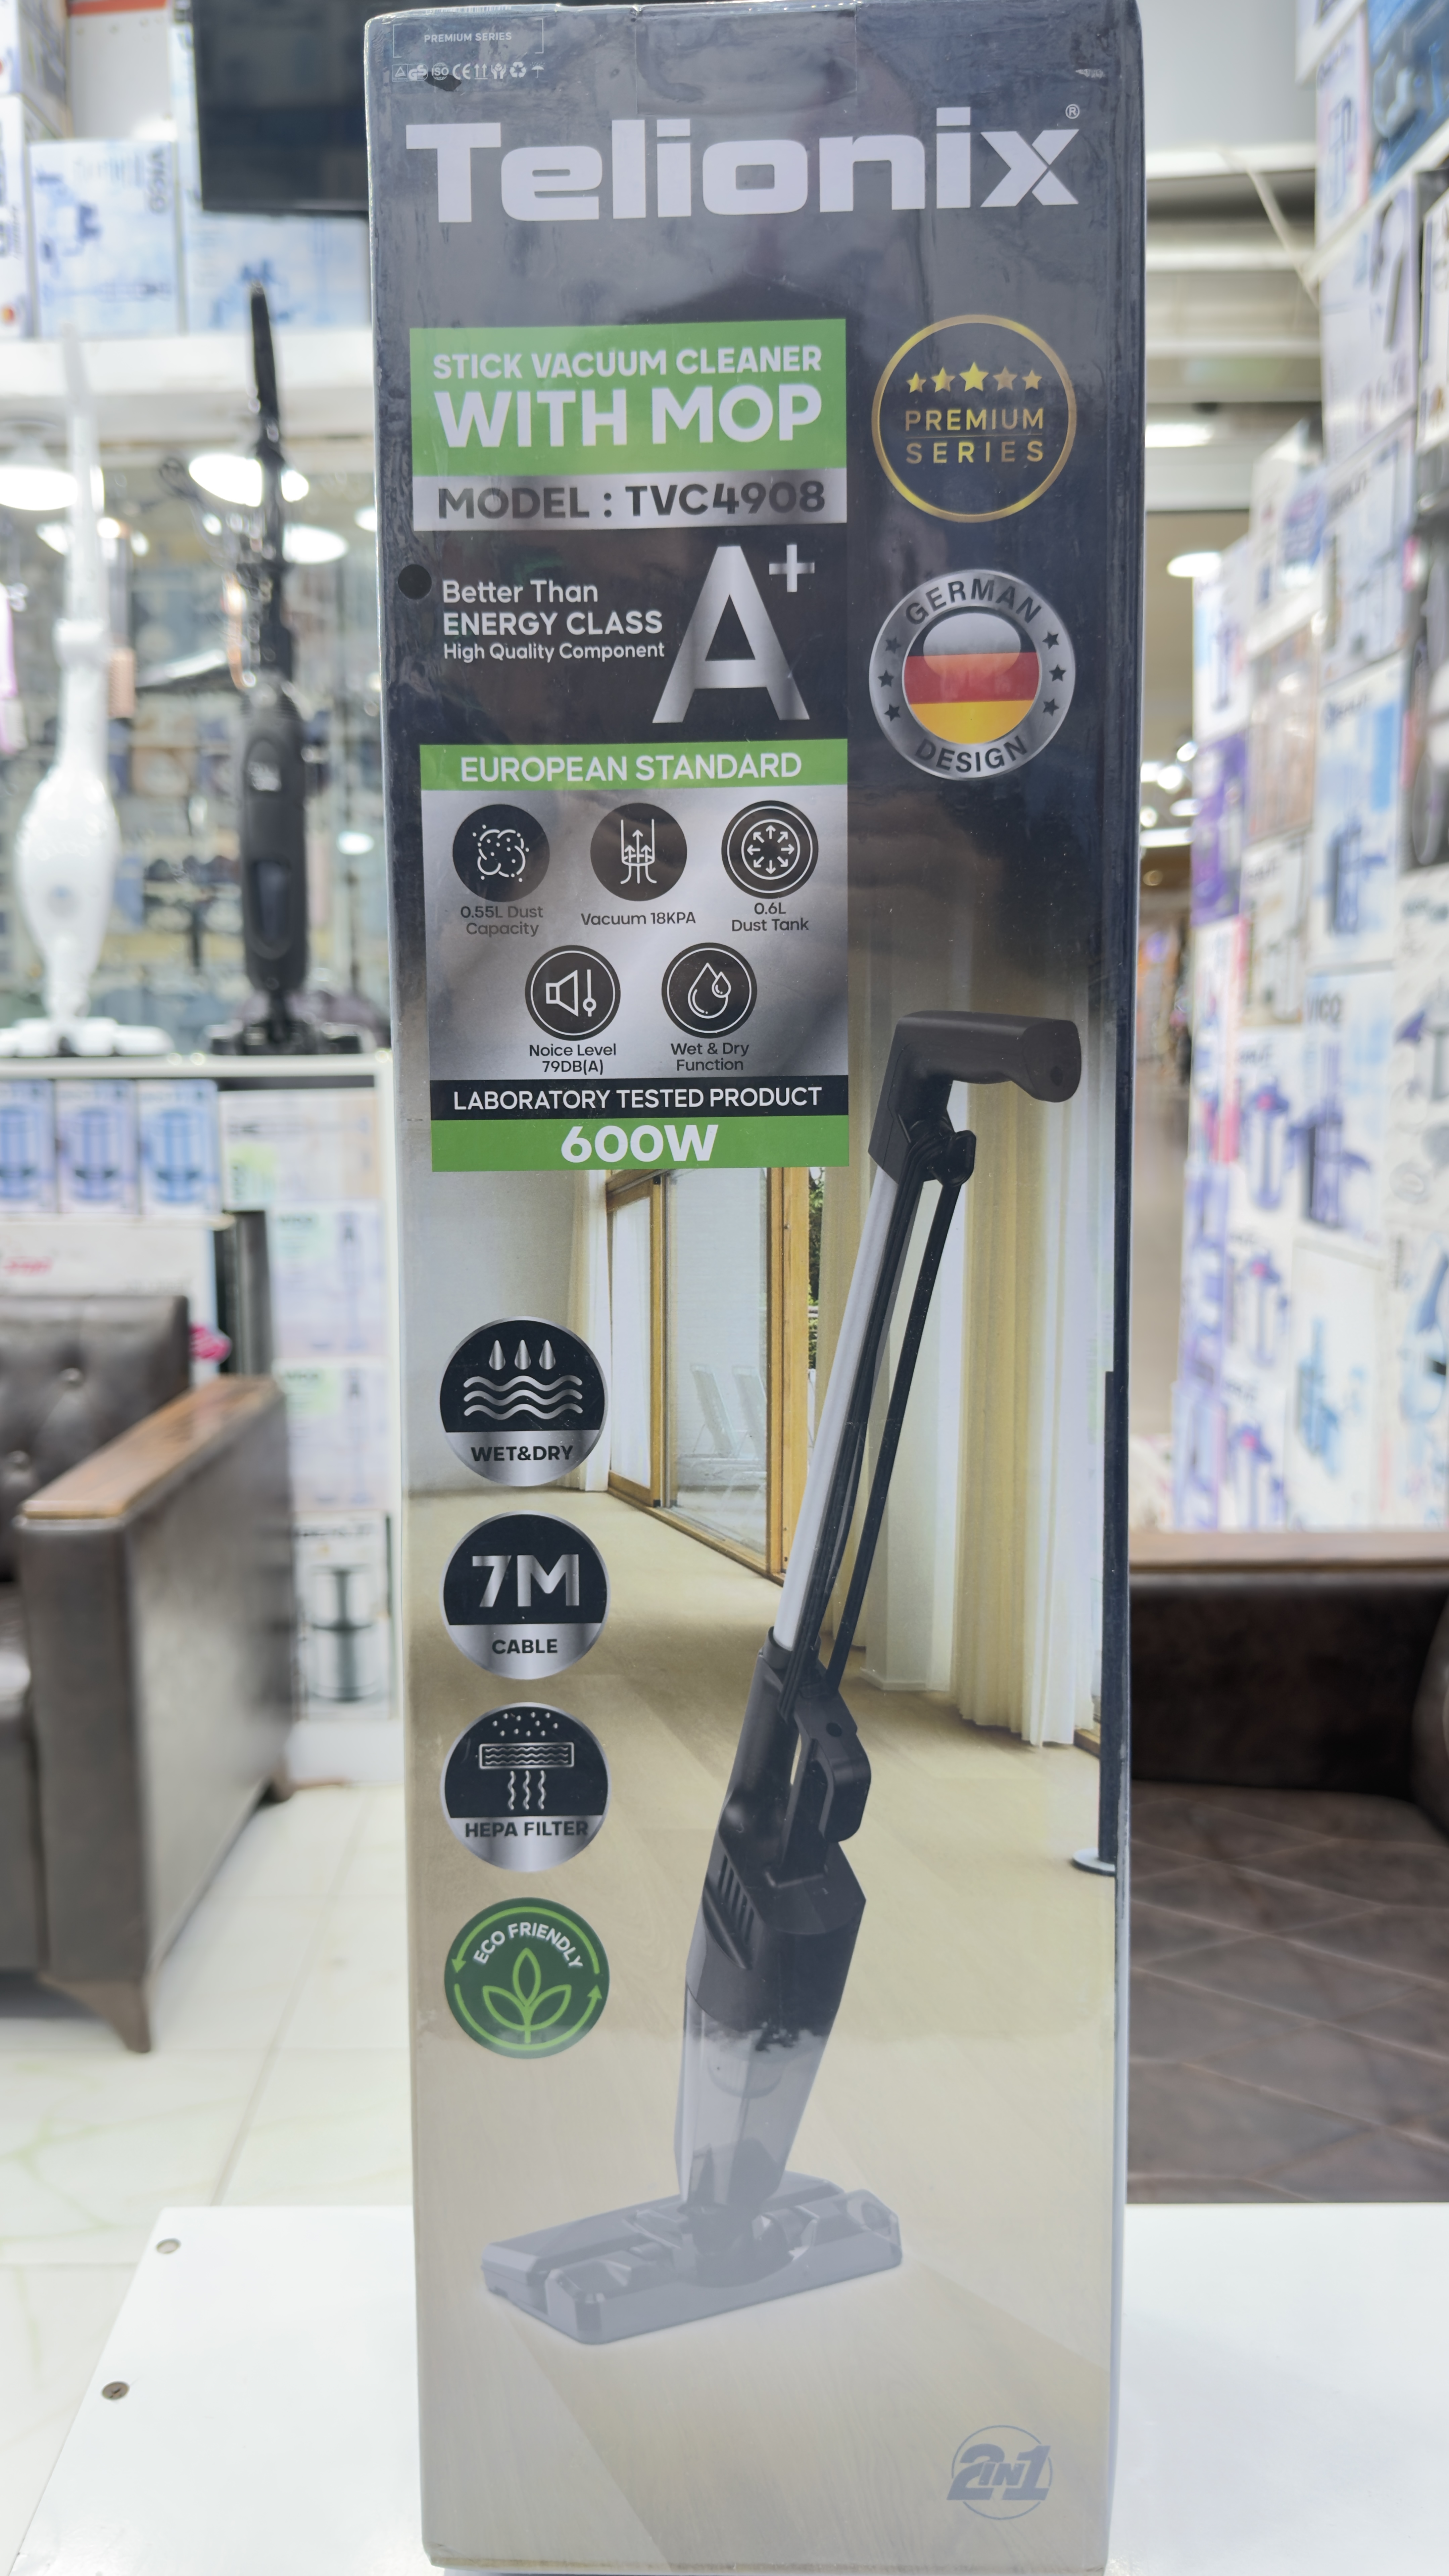 PREMIUM SERIES
ISO CE
Telionix®
STICK VACUUM CLEANER
WITH MOP
MODEL : TVC4908
PREMIUM
SERIES
Better Than
ENERGY CLASS
High Quality Component
A+
GERMAN
DESIGN
EUROPEAN STANDARD
0.55L Dust
Capacity
Vacuum 18KPA
0.6L
Dust Tank
Noice Level
79DB(A)
Wet & Dry
Function
LABORATORY TESTED PRODUCT
600W
WET&DRY
7M
CABLE
HEPA FILTER
ECO FRIENDLY
2IN1